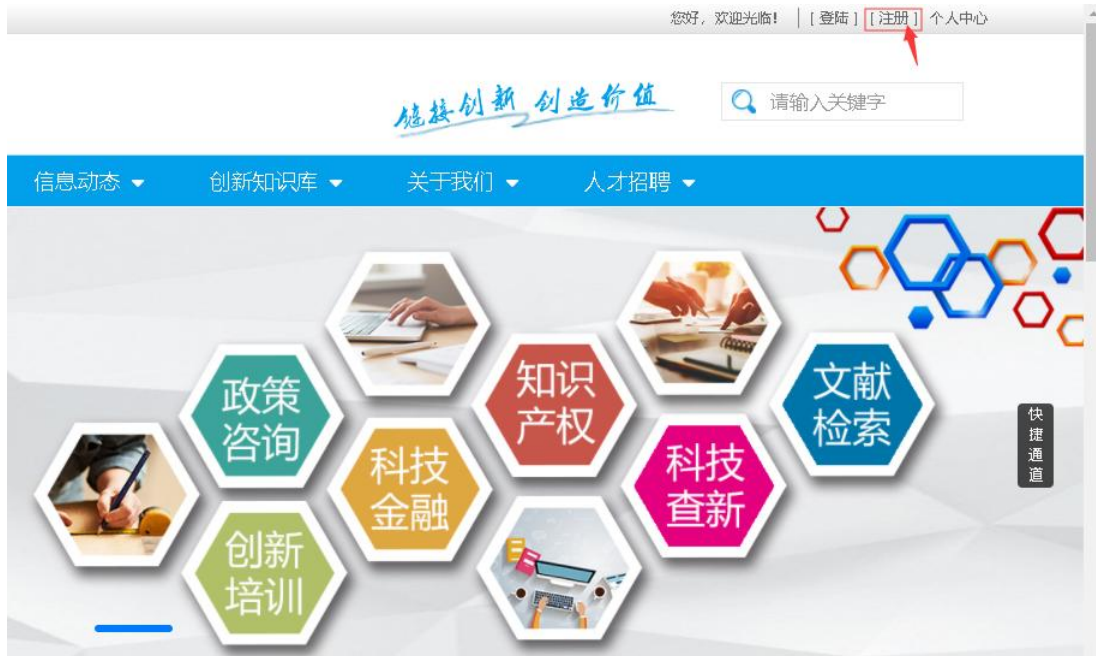 您好，欢迎光临! | [ 登陆 ] [ 注册 ] 个人中心
链接创新 创造价值
请输入关键字
信息动态 创新知识库 关于我们 人才招聘
政策
咨询
知识
产权
文献
检索
科技
金融
科技
查新
创新
培训
快
捷
通
道